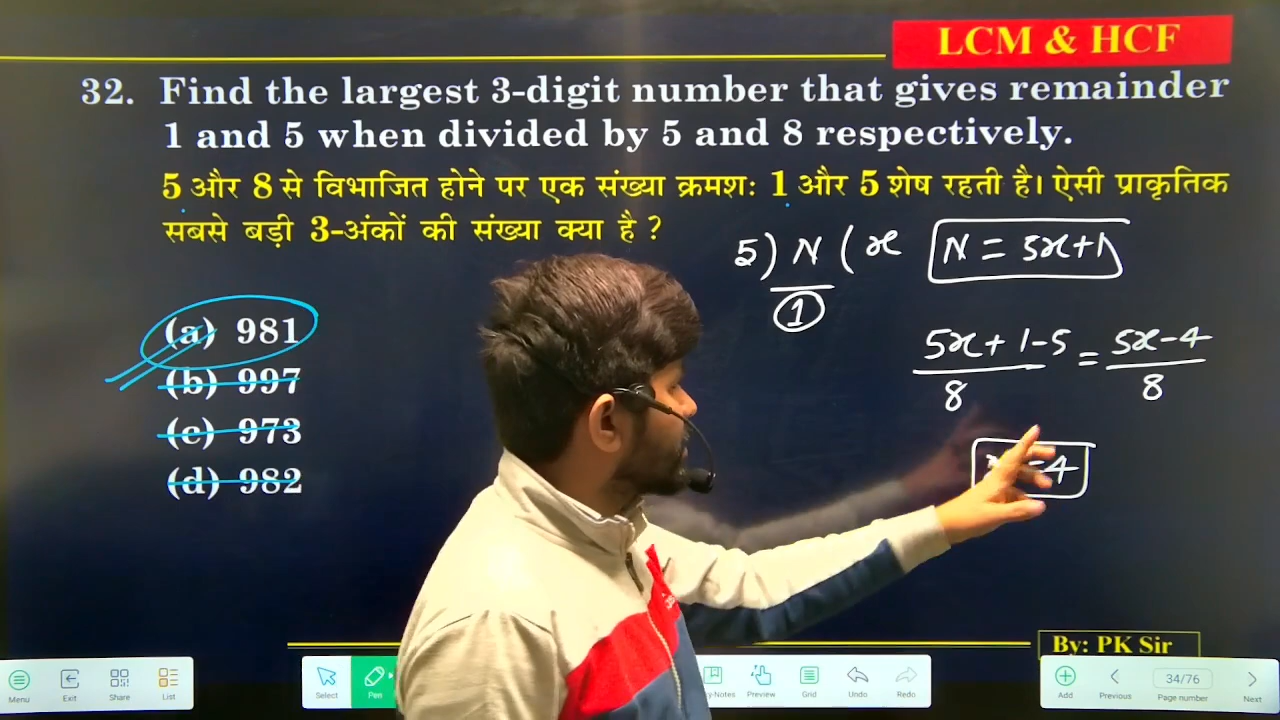 LCM & HCF
32. Find the largest 3-digit number that gives remainder
1 and 5 when divided by 5 and 8 respectively.
5 और 8 से विभाजित होने पर एक संख्या क्रमशः 1 और 5 शेष रहती है। ऐसी प्राकृतिक
सबसे बड़ी 3-अंकों की संख्या क्या है ?
5) N ( x
1
N = 5x+1
(a) 981
(b) 997
(c) 973
(d) 982
5x+1-5/8 = 5x-4/8
=4
By: PK Sir
Menu Exit Share List
Select Pen
Preview Grid Undo Redo
Add Previous 34/76 Page number Next